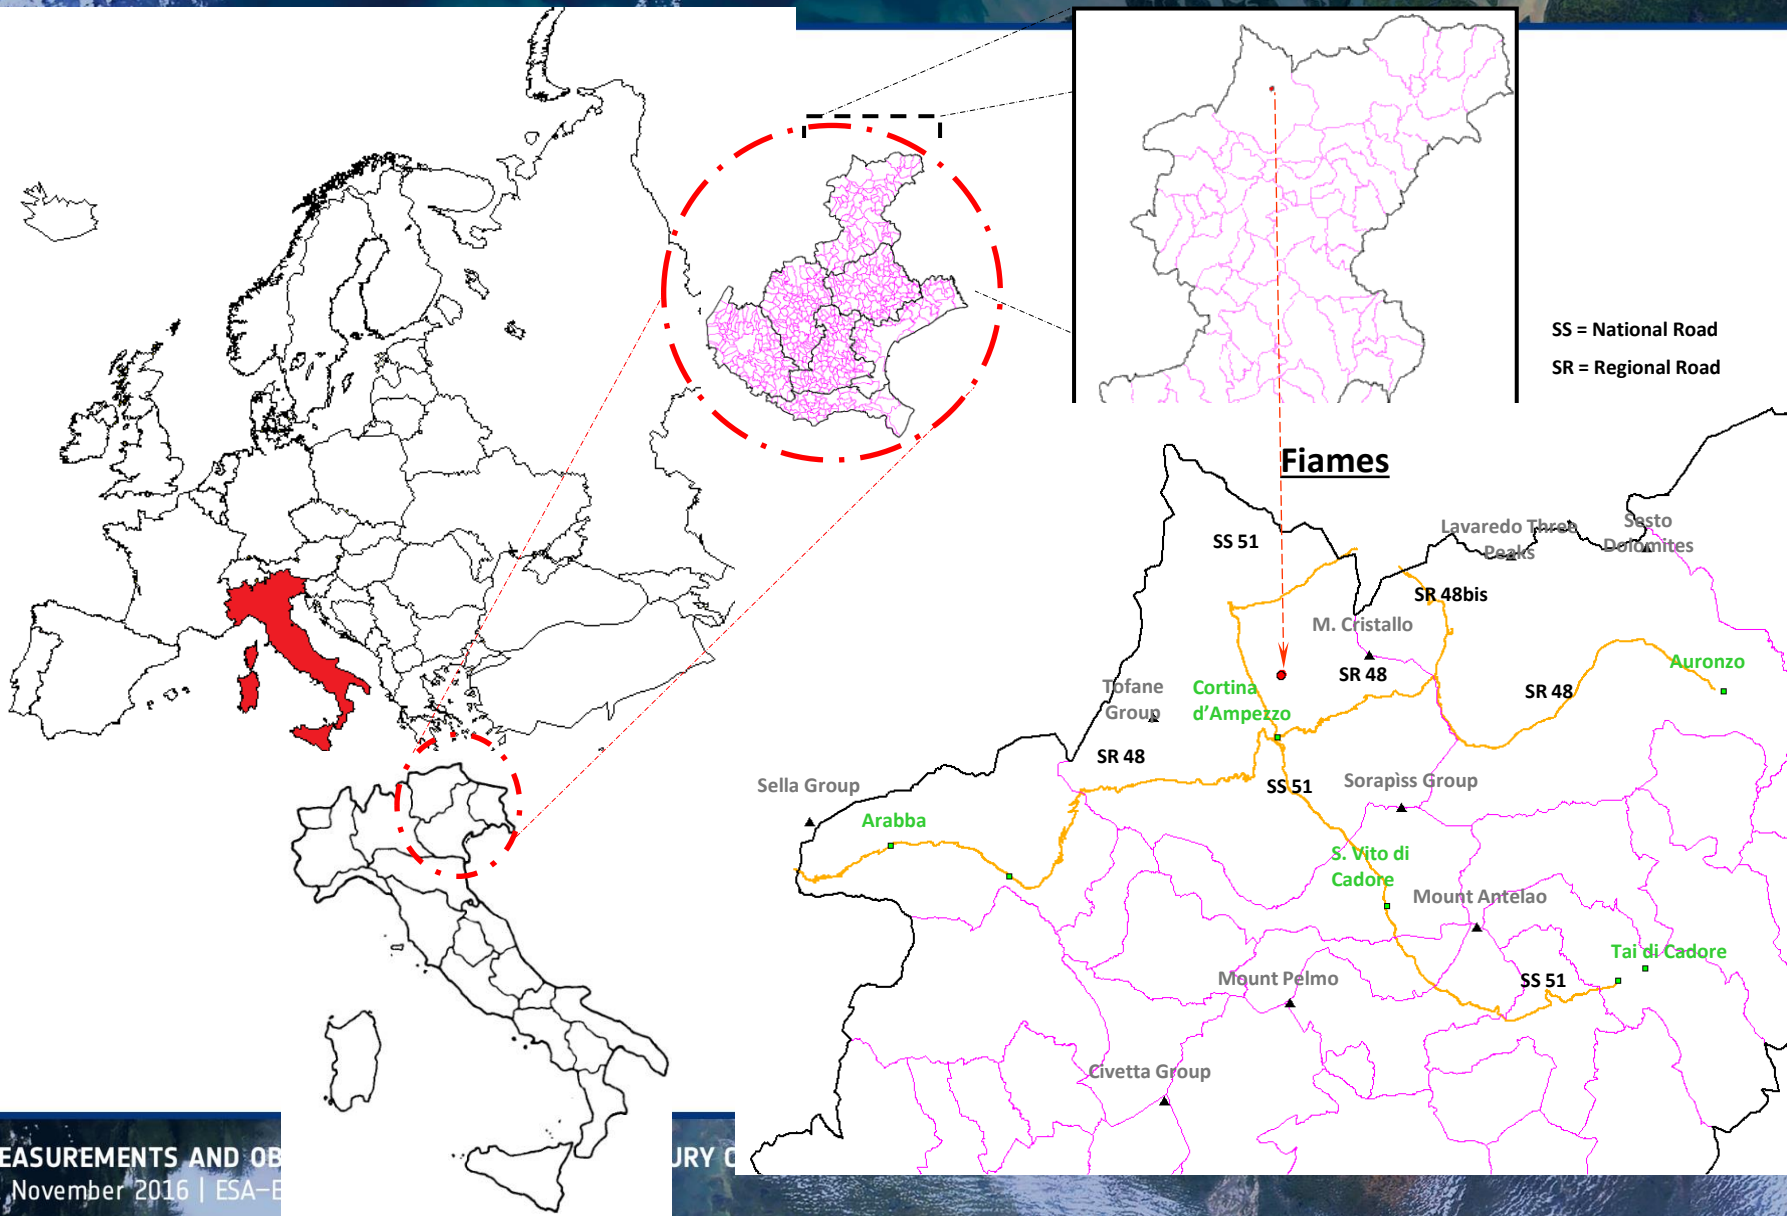 SS = National Road
SR = Regional Road
Fiames
SS 51
Lavaredo Three
Peaks
Sesto
Dolomites
SR 48bis
M. Cristallo
SR 48
Auronzo
Tofane
Group
Cortina
d'Ampezzo
SR 48
SR 48
SS 51
Sorapìss Group
Sella Group
Arabba
S. Vito di
Cadore
Mount Antelao
Tai di Cadore
Mount Pelmo
SS 51
Civetta Group
EASUREMENTS AND OB
URY C
November 2016 | ESA-E